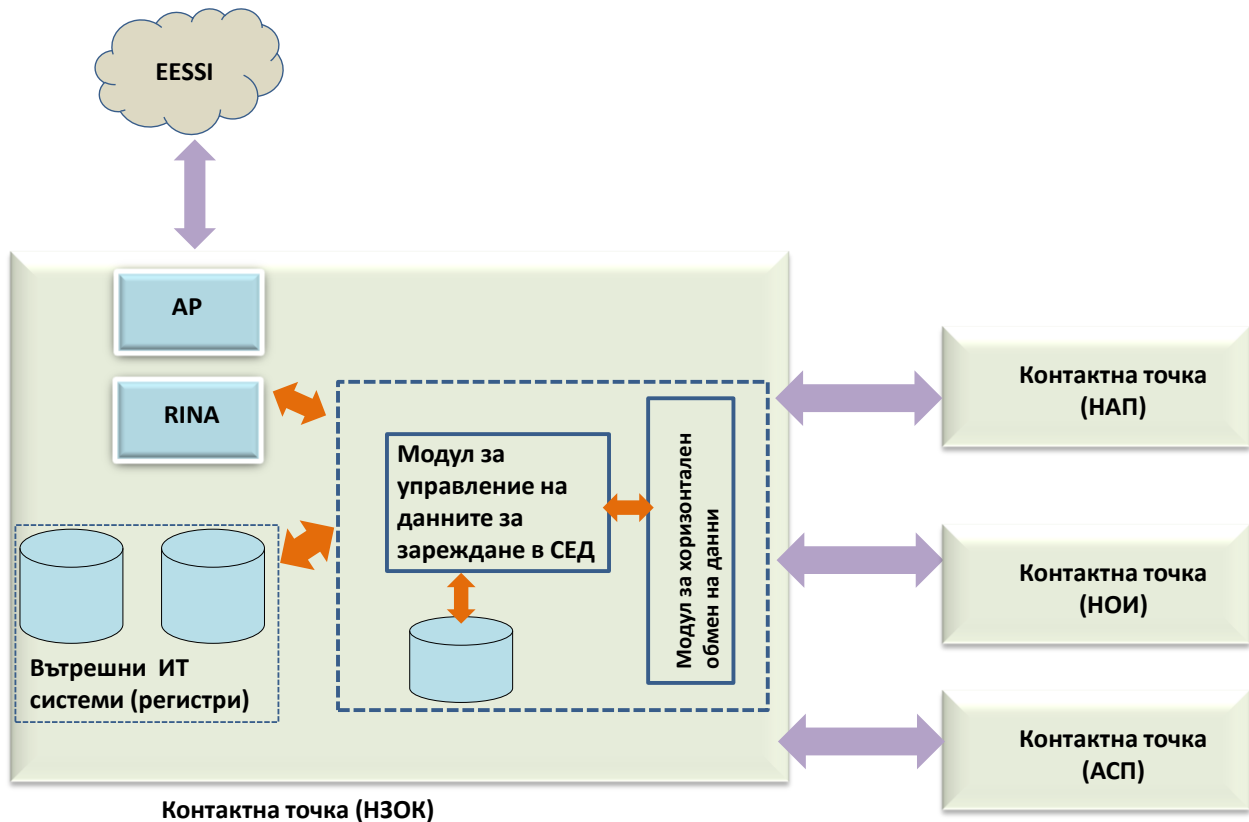 EESSI
AP
RINA
Модул за
управление на
данните за
зареждане в СЕД
Модул за хоризонтален
обмен на данни
Вътрешни ИТ
системи (регистри)
Контактна точка (НЗОК)
Контактна точка
(НАП)
Контактна точка
(НОИ)
Контактна точка
(АСП)